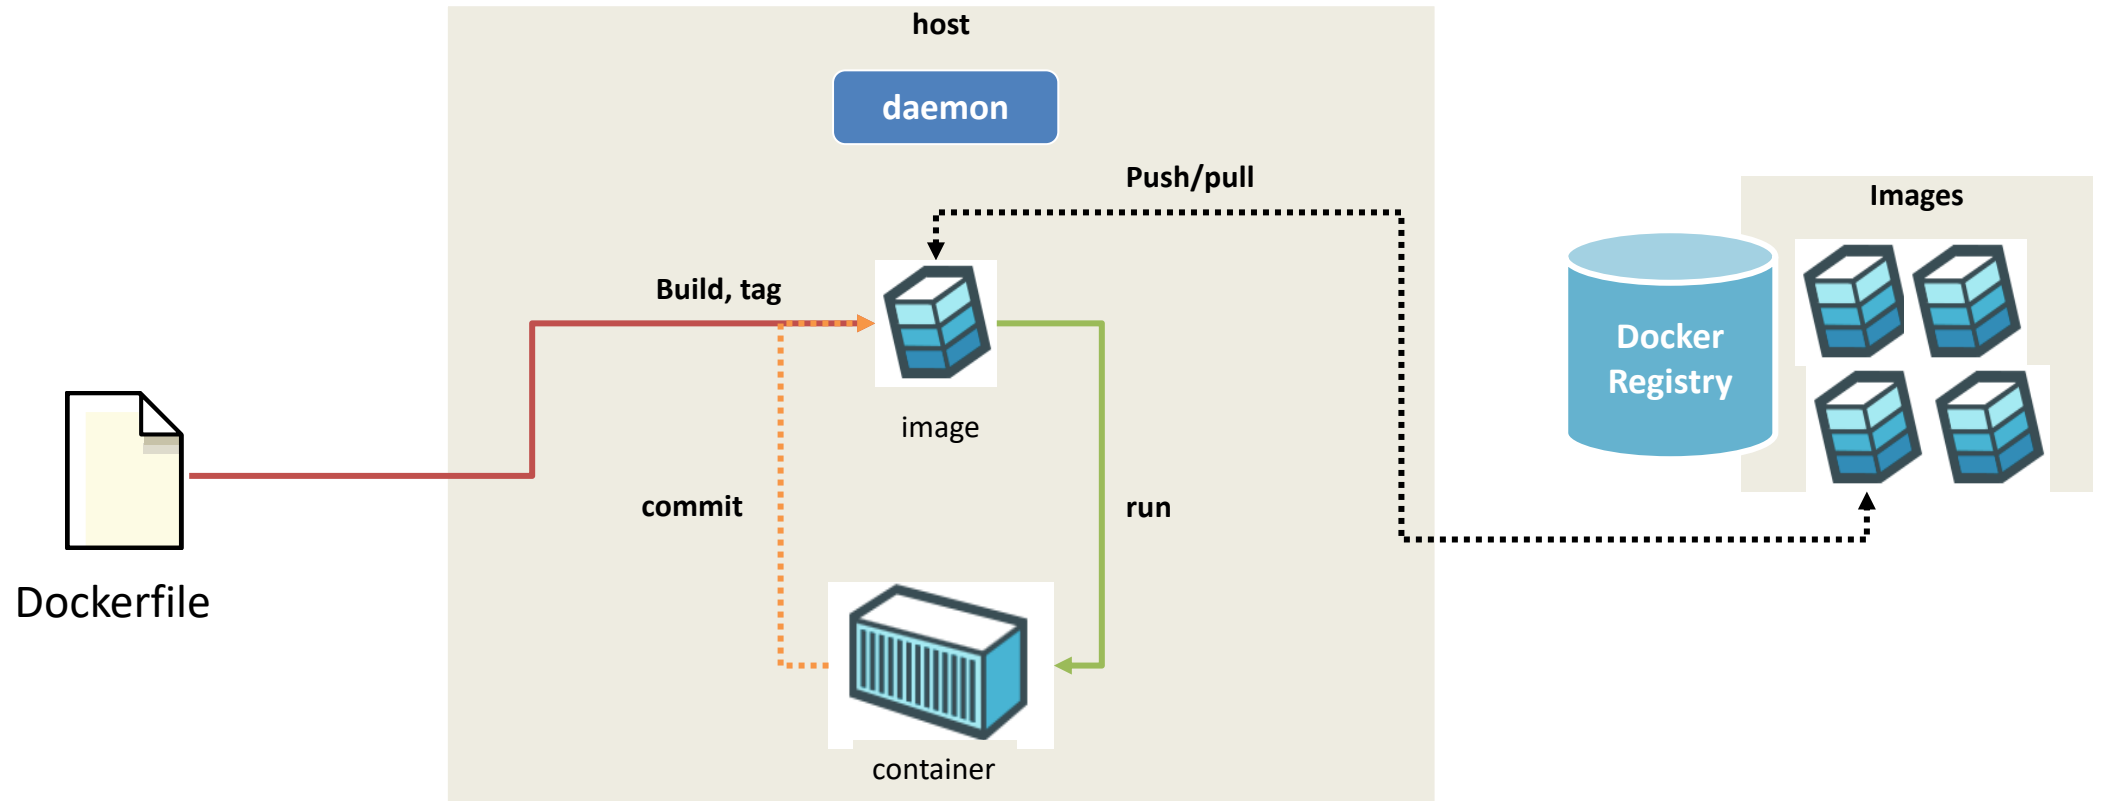 host
daemon
Push/pull
Images
Build, tag
Docker
Registry
image
commit
run
Dockerfile
container